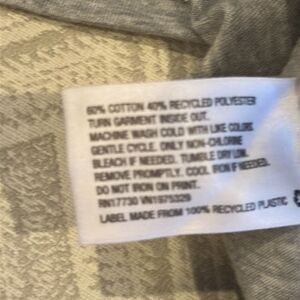 60% COTTON 40% RECYCLED POLYESTER
TURN GARMENT INSIDE OUT.
MACHINE WASH COLD WITH LIKE COLORS
GENTLE CYCLE. ONLY NON-CHLORINE
BLEACH IF NEEDED. TUMBLE DRY LOW.
REMOVE PROMPTLY. COOL IRON IF NEEDED.
DO NOT IRON ON PRINT.
RN17730 VN1975329
LABEL MADE FROM 100% RECYCLED PLASTIC